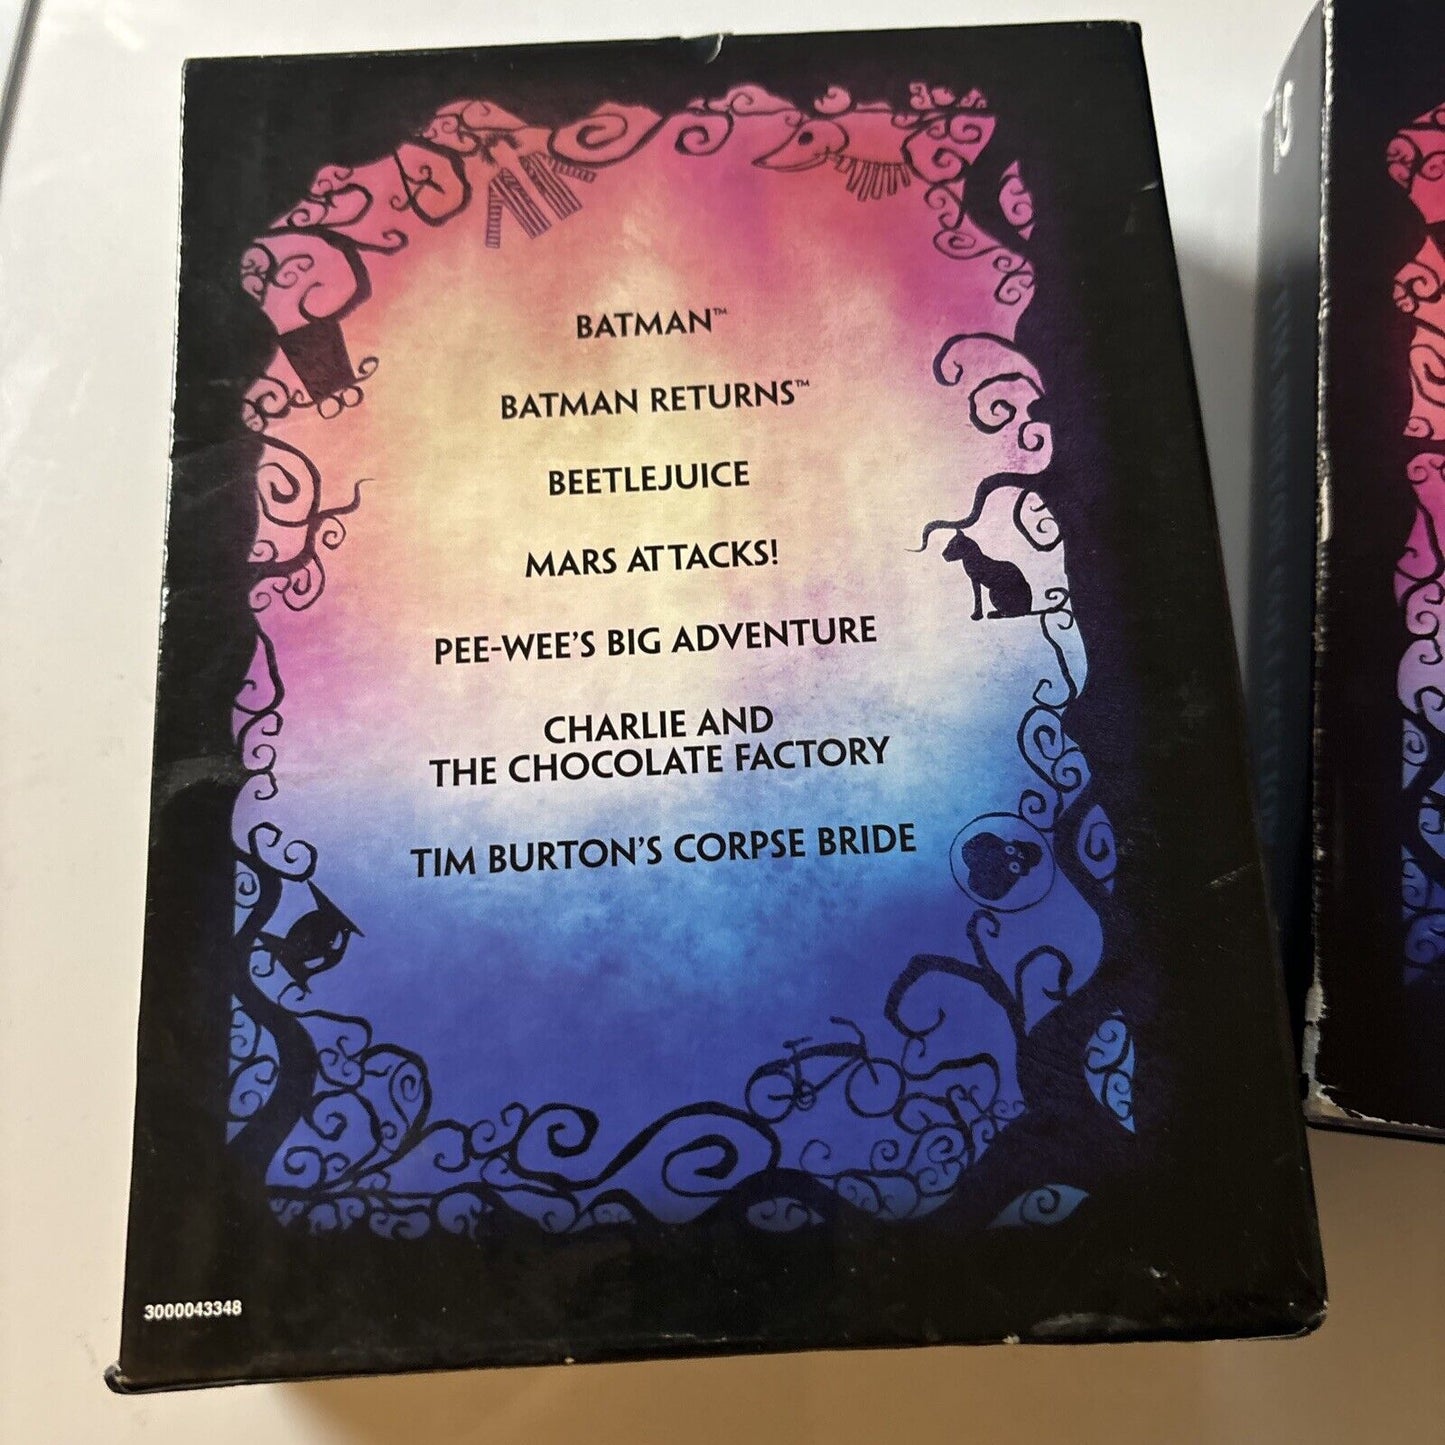 BATMAN™
BATMAN RETURNS™
BEETLEJUICE
MARS ATTACKS!
PEE-WEE'S BIG ADVENTURE
CHARLIE AND
THE CHOCOLATE FACTORY
TIM BURTON'S CORPSE BRIDE
3000043348